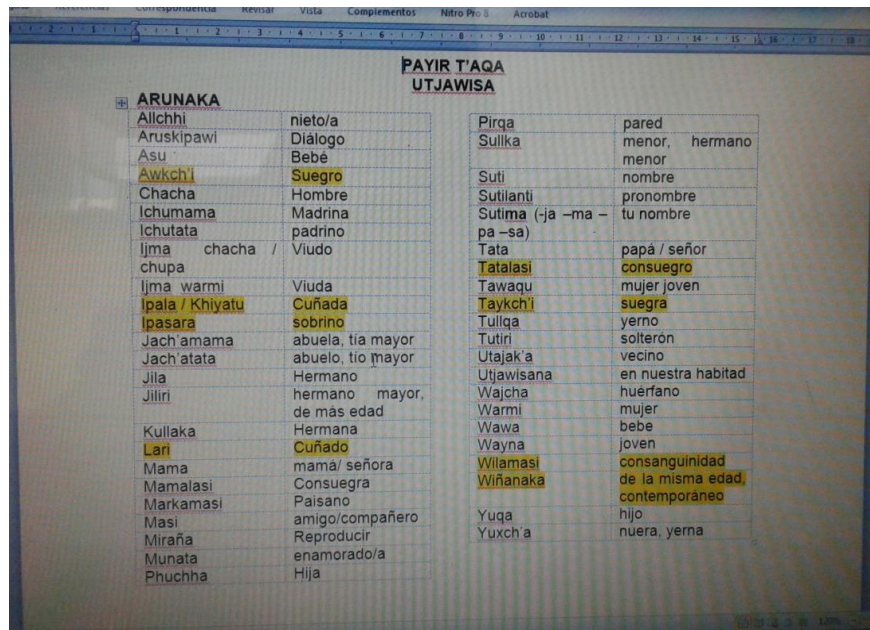 Correspondencia Revisar Vista Complementos Nitro Pro 8 Acrobat
PAYIR T'AQA
UTJAWISA
ARUNAKA
Allchhi nieto/a
Aruskipawi Diálogo
Asu Bebé
Awkch'i Suegro
Chacha Hombre
Ichumama Madrina
Ichutata padrino
Ijma chacha / Viudo
chupa
Ijma warmi Viuda
Ipala / Khiyatu Cuñada
Ipasara sobrino
Jach'amama abuela, tía mayor
Jach'atata abuelo, tío mayor
Jila Hermano
Jiliri hermano mayor,
de más edad
Kullaka Hermana
Lari Cuñado
Mama mamá/ señora
Mamalasi Consuegra
Markamasi Paisano
Masi amigo/compañero
Miraña Reproducir
Munata enamorado/a
Phuchha Hija
Pirqa pared
Sullka menor, hermano
menor
Suti nombre
Sutilanti pronombre
Sutima (-ja –ma – tu nombre
pa –sa)
Tata papá / señor
Tatalasi consuegro
Tawaqu mujer joven
Taykch'i suegra
Tullqa yerno
Tutiri solterón
Utajak'a vecino
Utjawisana en nuestra habitad
Wajcha huérfano
Warmi mujer
Wawa bebe
Wayna joven
Wilamasi consanguinidad
Wiñanaka de la misma edad,
contemporáneo
Yuqa hijo
Yuxch'a nuera, yerna
120%